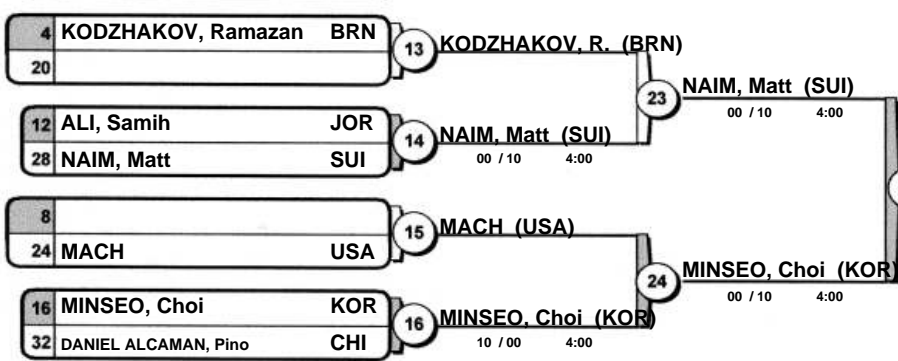 4 KODZHAKOV, Ramazan BRN
20
13 KODZHAKOV, R. (BRN)
23 NAIM, Matt (SUI)
00 / 10 4:00
12 ALI, Samih JOR
28 NAIM, Matt SUI
14 NAIM, Matt (SUI)
00 / 10 4:00
8
24 MACH USA
15 MACH (USA)
24 MINSEO, Choi (KOR)
00 / 10 4:00
16 MINSEO, Choi KOR
32 DANIEL ALCAMAN, Pino CHI
16 MINSEO, Choi (KOR)
10 / 00 4:00